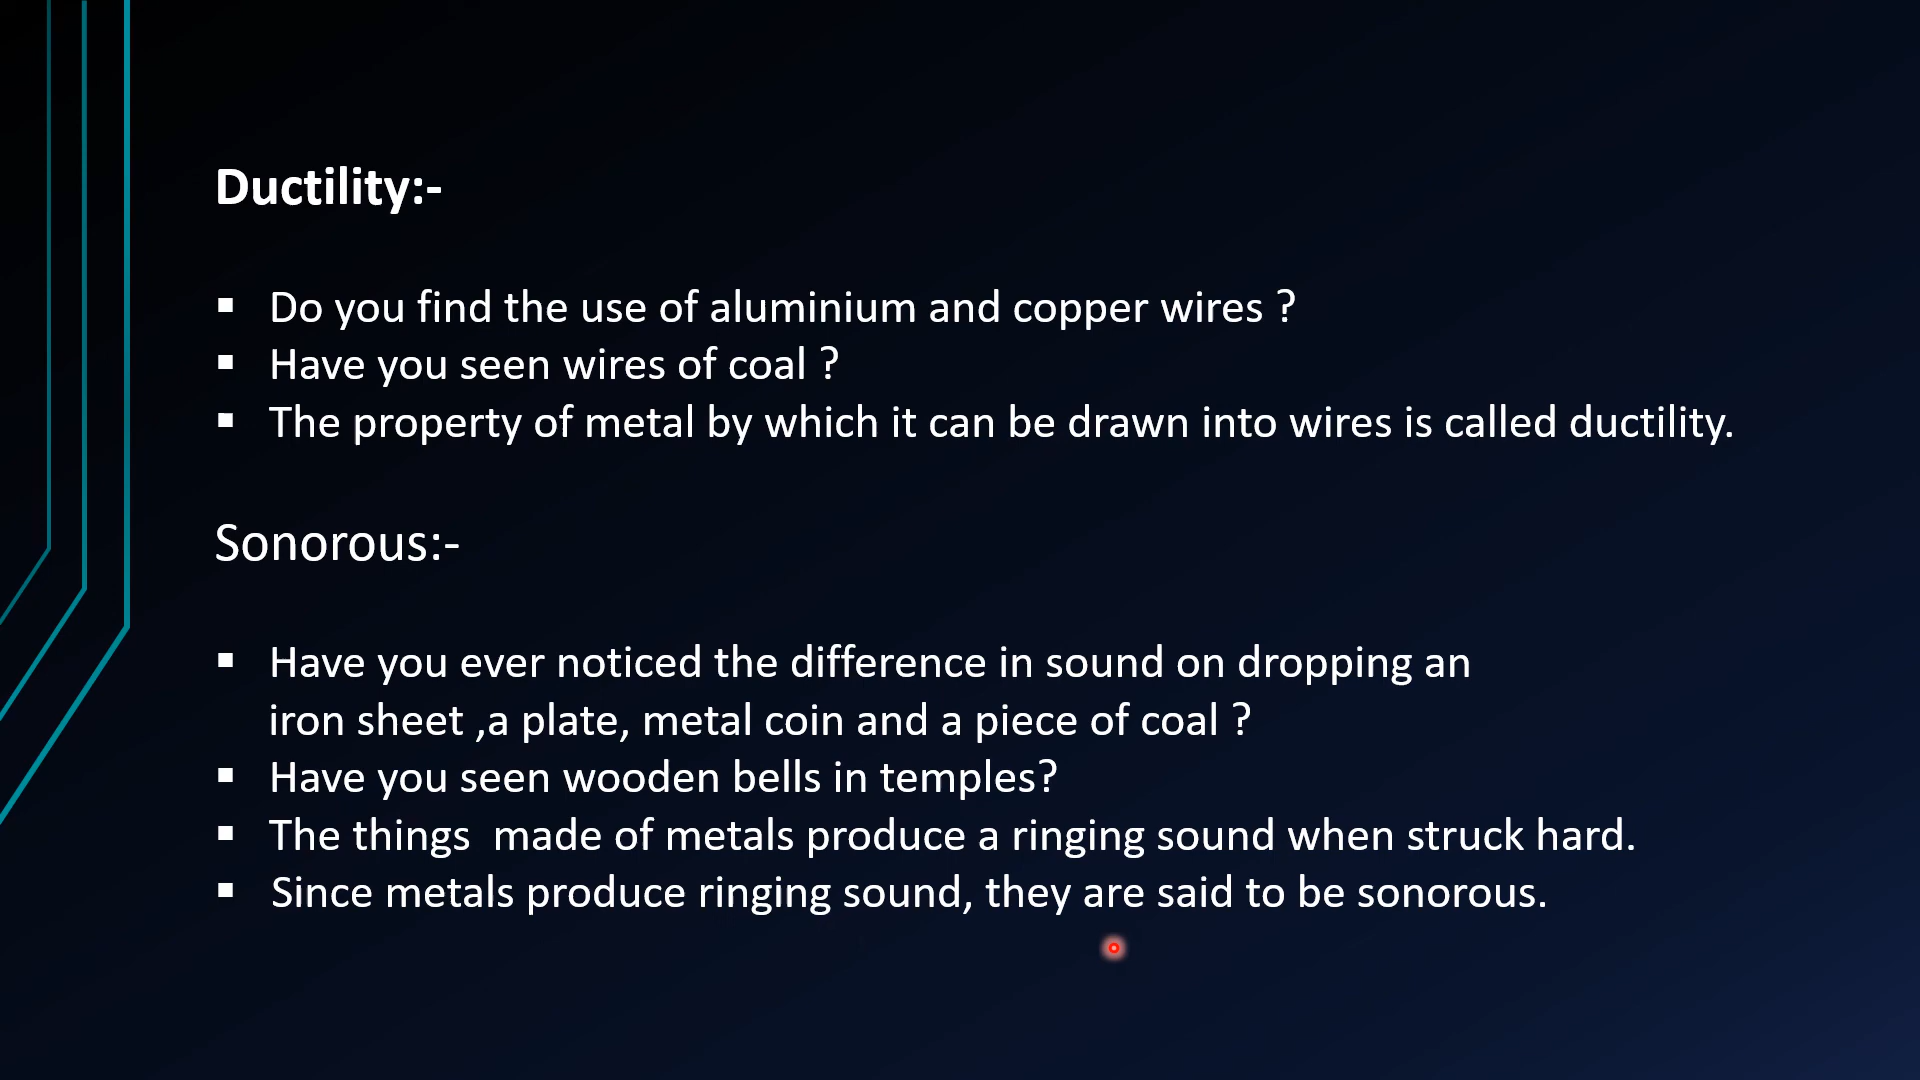 Ductility:-
▪ Do you find the use of aluminium and copper wires ?
▪ Have you seen wires of coal ?
▪ The property of metal by which it can be drawn into wires is called ductility.
Sonorous:-
▪ Have you ever noticed the difference in sound on dropping an
iron sheet ,a plate, metal coin and a piece of coal ?
▪ Have you seen wooden bells in temples?
▪ The things  made of metals produce a ringing sound when struck hard.
▪ Since metals produce ringing sound, they are said to be sonorous.